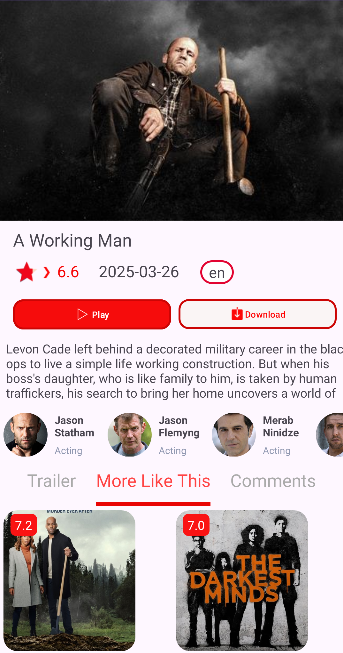 A Working Man
6.6 2025-03-26 en
Play Download
Levon Cade left behind a decorated military career in the blac
ops to live a simple life working construction. But when his
boss's daughter, who is like family to him, is taken by human
traffickers, his search to bring her home uncovers a world of
Jason
Statham
Acting
Jason
Flemyng
Acting
Merab
Ninidze
Acting
Trailer More Like This Comments
7.2
7.0
THE
DARKEST
MINDS